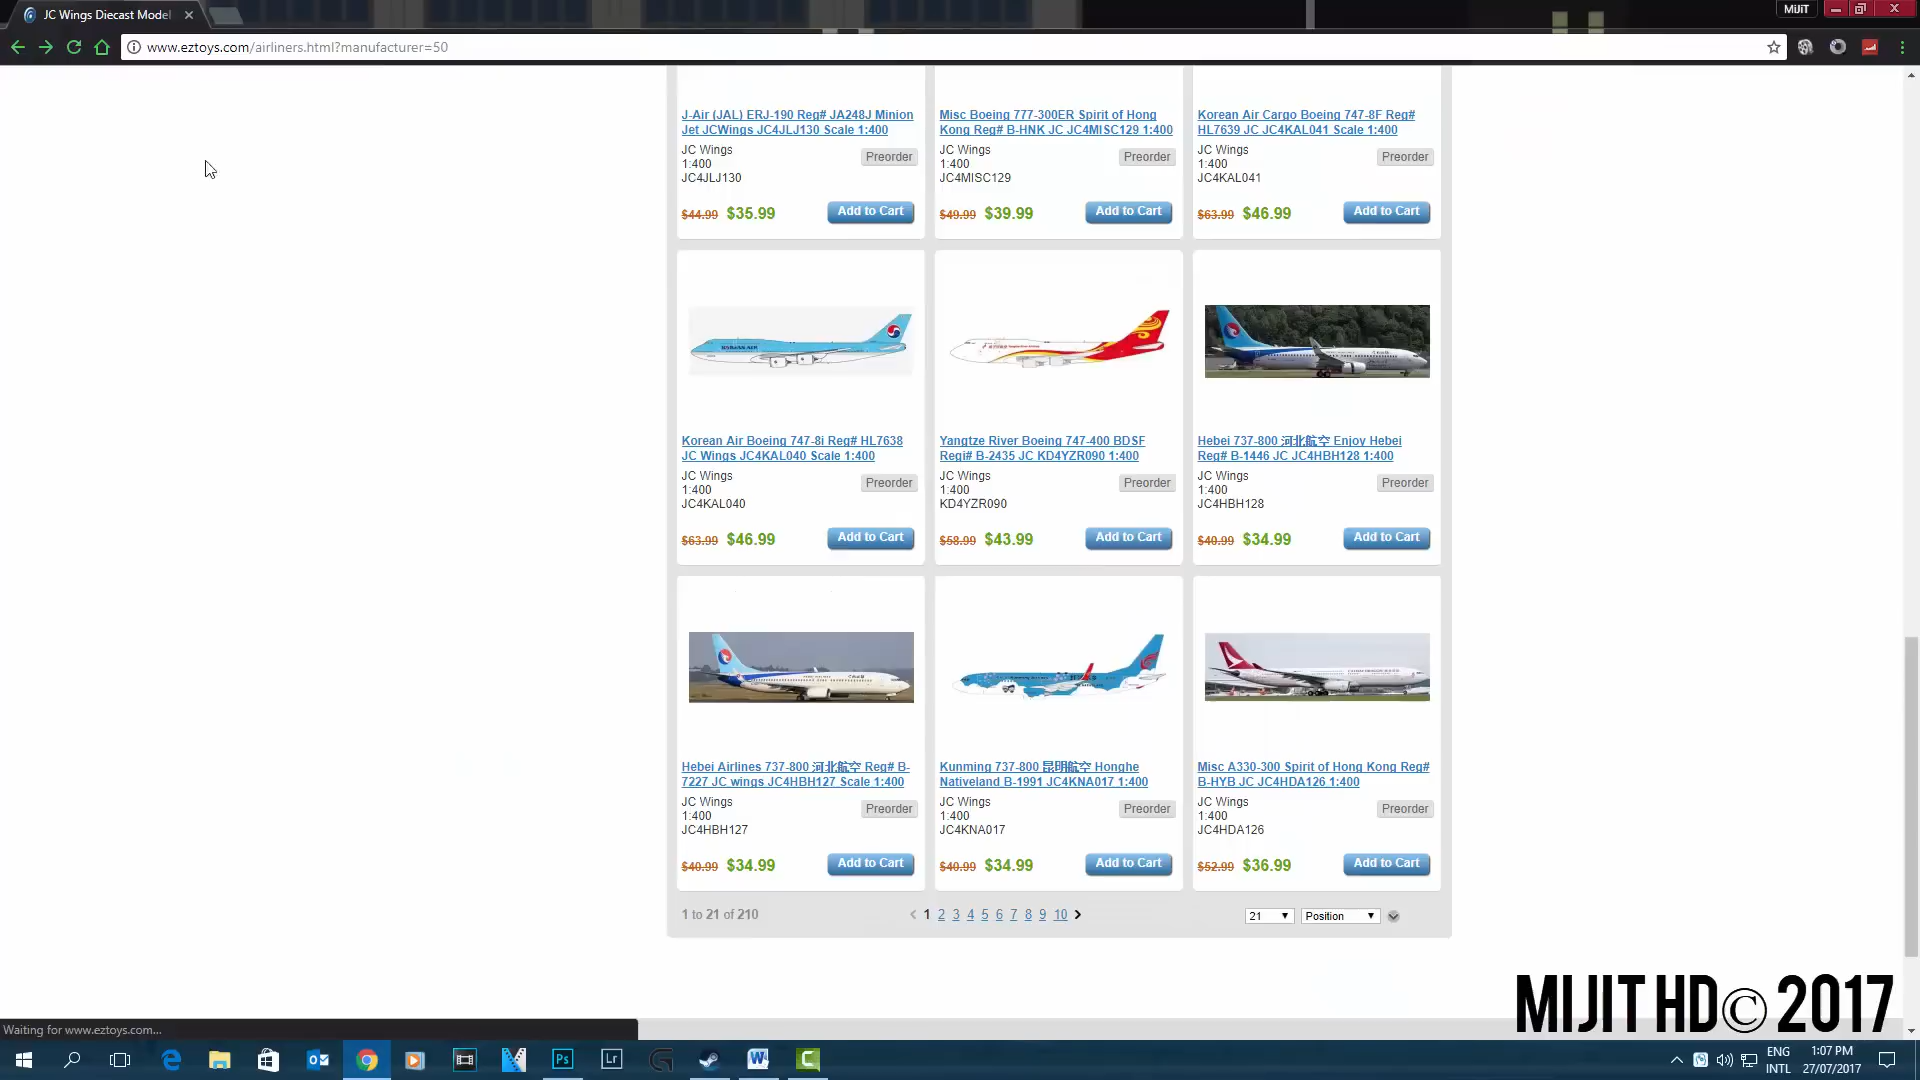 JC Wings Diecast Model
MIJIT
www.eztoys.com/airliners.html?manufacturer=50
J-Air (JAL) ERJ-190 Reg# JA248J Minion
Jet JCWings JC4JLJ130 Scale 1:400
JC Wings
1:400
JC4JLJ130
Preorder
$44.99 $35.99
Add to Cart
Misc Boeing 777-300ER Spirit of Hong
Kong Reg# B-HNK JC JC4MISC129 1:400
JC Wings
1:400
JC4MISC129
Preorder
$49.99 $39.99
Add to Cart
Korean Air Cargo Boeing 747-8F Reg#
HL7639 JC JC4KAL041 Scale 1:400
JC Wings
1:400
JC4KAL041
Preorder
$63.99 $46.99
Add to Cart
Korean Air Boeing 747-8i Reg# HL7638
JC Wings JC4KAL040 Scale 1:400
JC Wings
1:400
JC4KAL040
Preorder
$63.99 $46.99
Add to Cart
Yangtze River Boeing 747-400 BDSF
Regi# B-2435 JC KD4YZR090 1:400
JC Wings
1:400
KD4YZR090
Preorder
$58.99 $43.99
Add to Cart
Hebei 737-800 河北航空 Enjoy Hebei
Reg# B-1446 JC JC4HBH128 1:400
JC Wings
1:400
JC4HBH128
Preorder
$40.99 $34.99
Add to Cart
Hebei Airlines 737-800 河北航空 Reg# B-
7227 JC wings JC4HBH127 Scale 1:400
JC Wings
1:400
JC4HBH127
Preorder
$40.99 $34.99
Add to Cart
Kunming 737-800 昆明航空 Honghe
Nativeland B-1991 JC4KNA017 1:400
JC Wings
1:400
JC4KNA017
Preorder
$40.99 $34.99
Add to Cart
Misc A330-300 Spirit of Hong Kong Reg#
B-HYB JC JC4HDA126 1:400
JC Wings
1:400
JC4HDA126
Preorder
$52.99 $36.99
Add to Cart
1 to 21 of 210
< 1 2 3 4 5 6 7 8 9 10 >
21
Position
MIJIT HD© 2017
Waiting for www.eztoys.com...
Ps
Lr
ENG
INTL
1:07 PM
27/07/2017